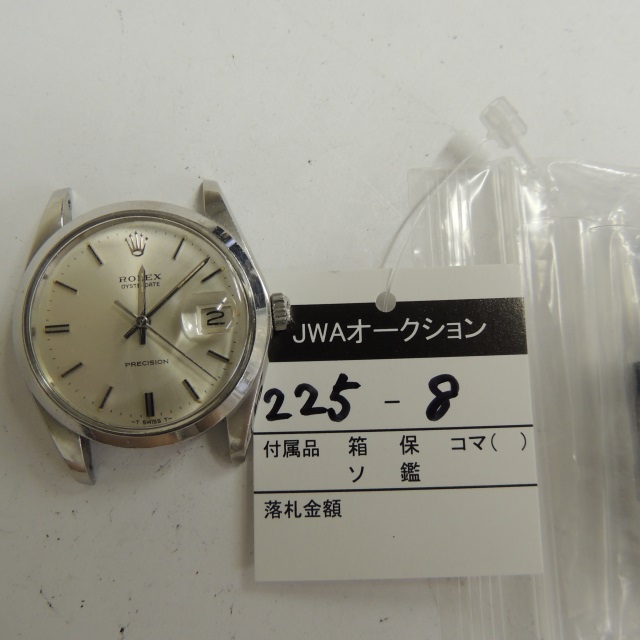 ROLEX
OYSTERDATE
2
PRECISION
T SWISS T
JWAオークション
225 - 8
付属品 箱 保 コマ( )
ソ 鑑
落札金額